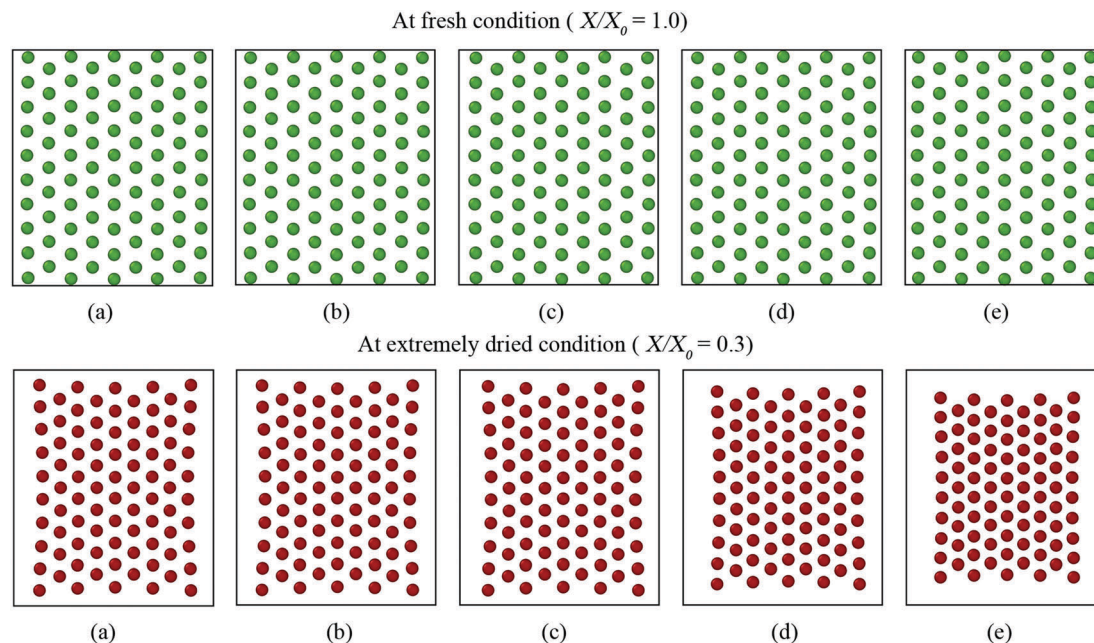 At fresh condition ( X/X₀ = 1.0)
(a) (b) (c) (d) (e)
At extremely dried condition ( X/X₀ = 0.3)
(a) (b) (c) (d) (e)